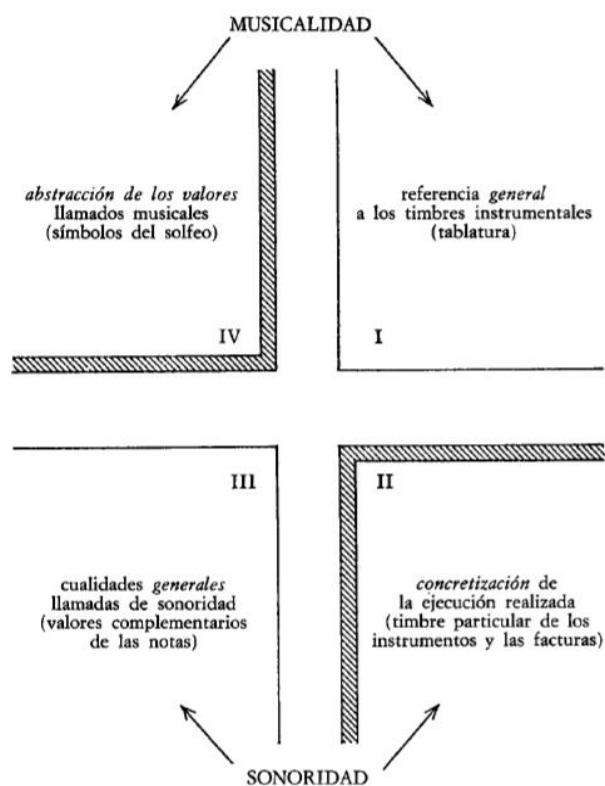 MUSICALIDAD
abstracción de los valores
llamados musicales
(símbolos del solfeo)
IV
referencia general
a los timbres instrumentales
(tablatura)
I
III
cualidades generales
llamadas de sonoridad
(valores complementarios
de las notas)
II
concretización de
la ejecución realizada
(timbre particular de los
instrumentos y las facturas)
SONORIDAD